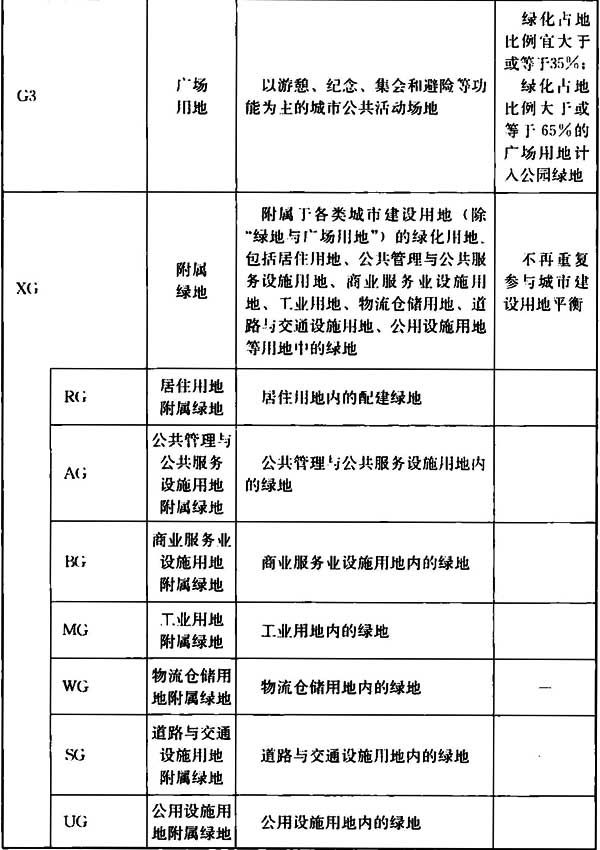 G3
广场
用地
以游憩、纪念、集会和避险等功
能为主的城市公共活动场地
绿化占地
比例宜大于
或等于35%；
绿化占地
比例大于或
等于 65%的
广场用地计
入公园绿地
XG
附属
绿地
附属于各类城市建设用地（除
“绿地与广场用地”）的绿化用地。
包括居住用地、公共管理与公共服
务设施用地、商业服务业设施用
地、工业用地、物流仓储用地、道
路与交通设施用地、公用设施用地
等用地中的绿地
不再重复
参与城市建
设用地平衡
RG
居住用地
附属绿地
居住用地内的配建绿地
AG
公共管理与
公共服务
设施用地
附属绿地
公共管理与公共服务设施用地内
的绿地
BG
商业服务业
设施用地
附属绿地
商业服务业设施用地内的绿地
MG
工业用地
附属绿地
工业用地内的绿地
WG
物流仓储用
地附属绿地
物流仓储用地内的绿地
—
SG
道路与交通
设施用地
附属绿地
道路与交通设施用地内的绿地
UG
公用设施用
地附属绿地
公用设施用地内的绿地